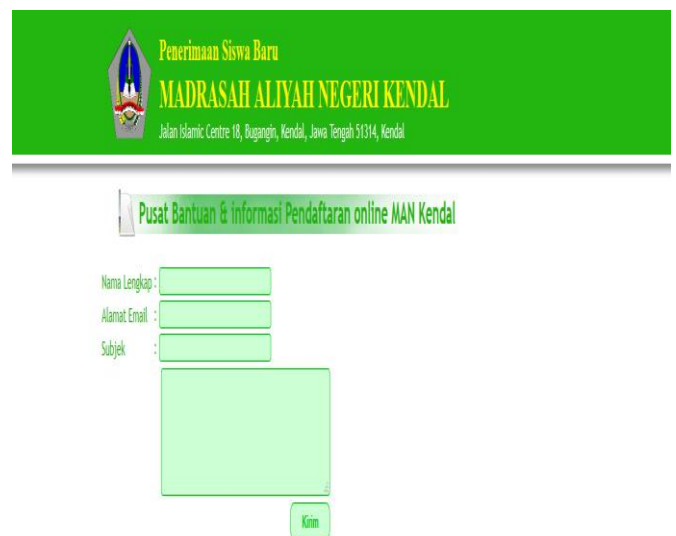 Penerimaan Siswa Baru
MADRASAH ALIYAH NEGERI KENDAL
Jalan Islamic Centre 18, Bugangin, Kendal, Jawa Tengah 51314, Kendal
Pusat Bantuan & informasi Pendaftaran online MAN Kendal
Nama Lengkap :
Alamat Email :
Subjek :
Kirim